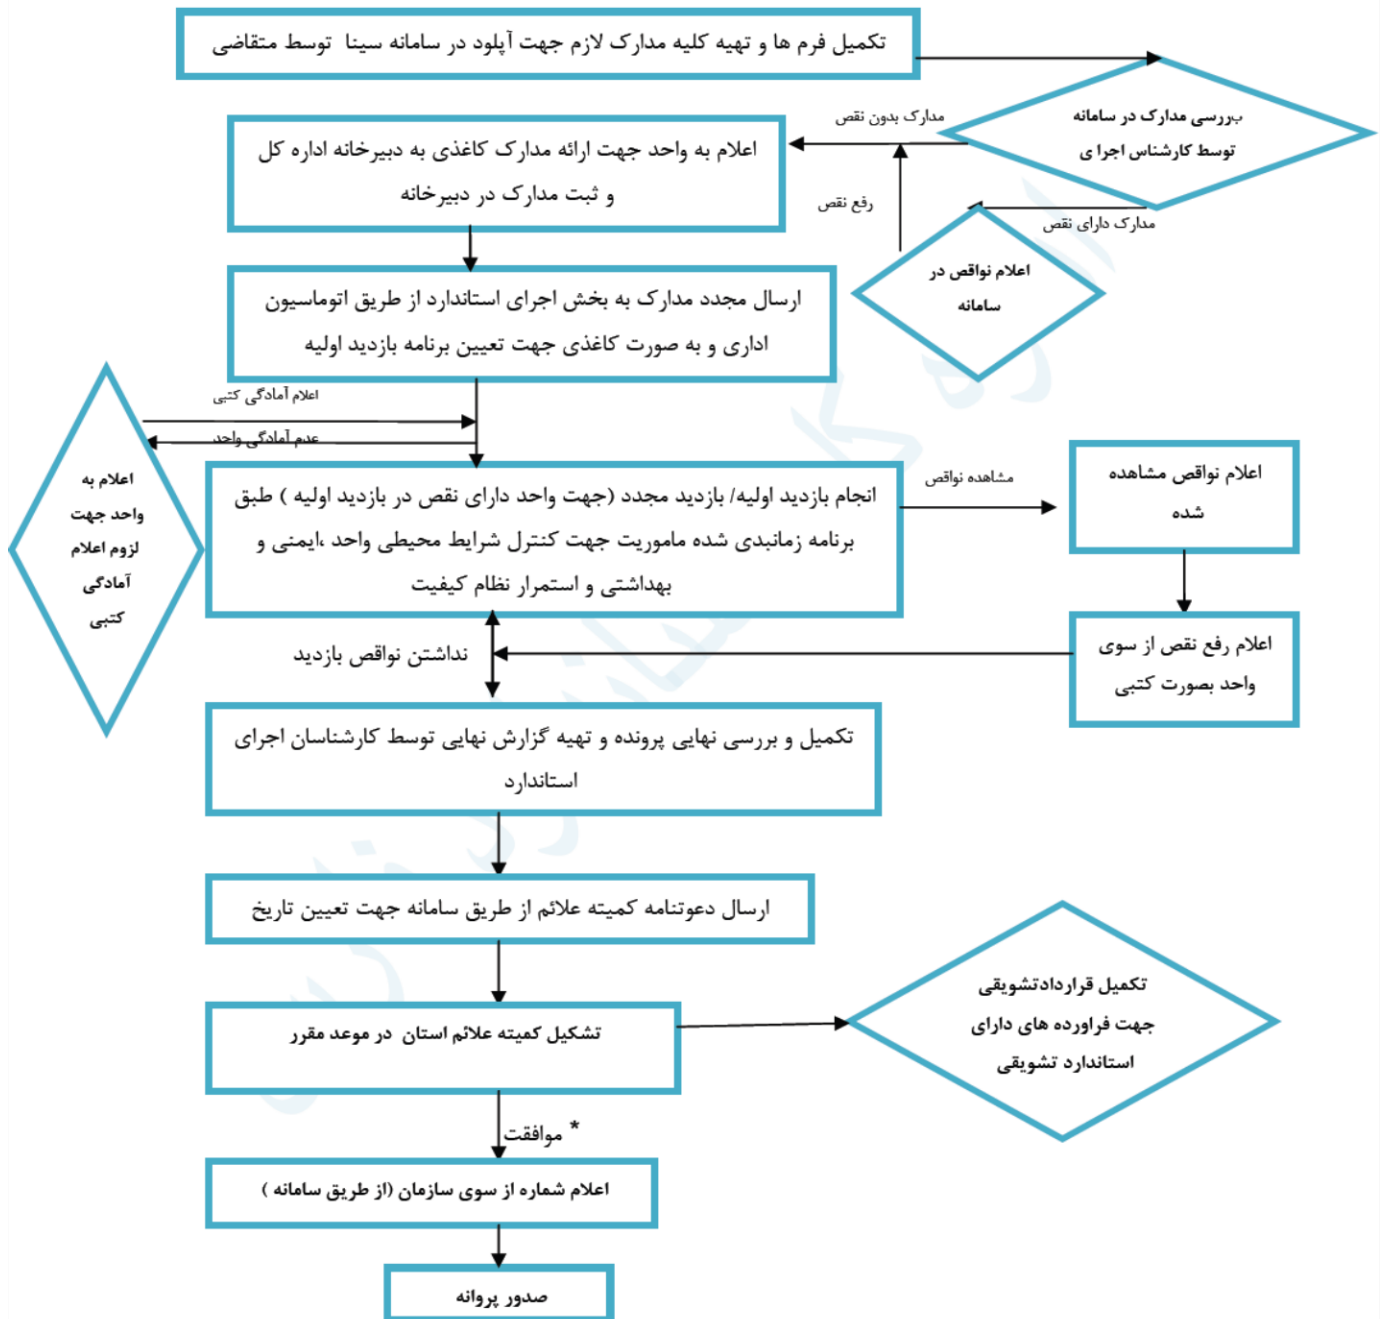 تکمیل فرم ها و تهیه کلیه مدارک لازم جهت آپلود در سامانه سینا توسط متقاضی
بررسی مدارک در سامانه
توسط کارشناس اجرا ی
مدارک بدون نقص
مدارک دارای نقص
اعلام نواقص در
سامانه
رفع نقص
اعلام به واحد جهت ارائه مدارک کاغذی به دبیرخانه اداره کل
و ثبت مدارک در دبیرخانه
ارسال مجدد مدارک به بخش اجرای استاندارد از طریق اتوماسیون
اداری و به صورت کاغذی جهت تعیین برنامه بازدید اولیه
اعلام آمادگی کتبی
عدم آمادگی واحد
اعلام به
واحد جهت
لزوم اعلام
آمادگی
کتبی
انجام بازدید اولیه/ بازدید مجدد (جهت واحد دارای نقص در بازدید اولیه ) طبق
برنامه زمانبدی شده ماموریت جهت کنترل شرایط محیطی واحد ،ایمنی و
بهداشتی و استمرار نظام کیفیت
مشاهده نواقص
اعلام نواقص مشاهده
شده
اعلام رفع نقص از سوی
واحد بصورت کتبی
نداشتن نواقص بازدید
تکمیل و بررسی نهایی پرونده و تهیه گزارش نهایی توسط کارشناسان اجرای
استاندارد
ارسال دعوتنامه کمیته علائم از طریق سامانه جهت تعیین تاریخ
تشکیل کمیته علائم استان در موعد مقرر
تکمیل قراردادتشویقی
جهت فراورده های دارای
استاندارد تشویقی
* موافقت
اعلام شماره از سوی سازمان (از طریق سامانه )
صدور پروانه